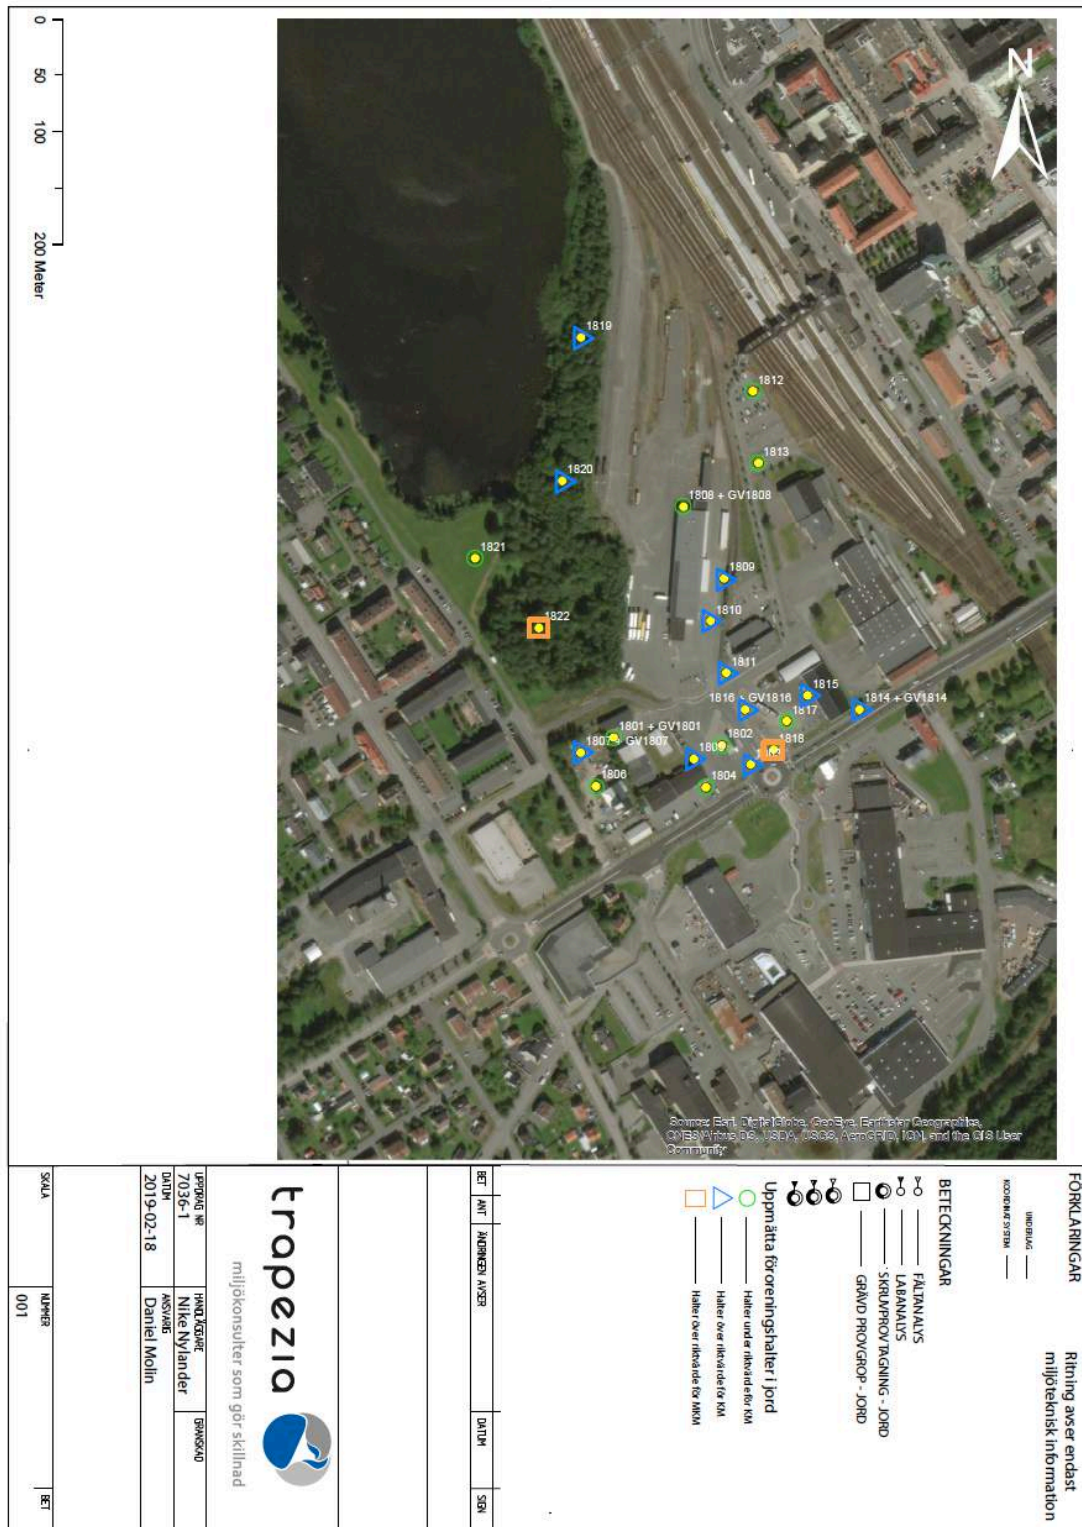 0
50
100
200 Meter
N
1819
1812
1813
1820
1808 + GV1808
1821
1809
1810
1822
1811
1815
1816 + GV1816
1814 + GV1814
1817
1801 + GV1801
1802
1818
1807 + GV1807
1806
1804
Source: Esri, DigitalGlobe, GeoEye, Earthstar Geographics,
CNES/Airbus DS, USDA, USGS, AeroGRID, IGN, and the GIS User
Community
FÖRKLARINGAR
Ritning avser endast
miljöteknisk information
UNDERLAG
KOORDINATSYSTEM
BETECKNINGAR
FÄLTANALYS
LABANALYS
SKRUVPROVTAGNING - JORD
GRÄVD PROVGROP - JORD
Uppmätta föroreningshalter i jord
Halter under riktvärde för KM
Halter över riktvärde för KM
Halter över riktvärde för MKM
BET ANT ÄNDRINGEN AVSER DATUM SIGN
trapezia
miljökonsulter som gör skillnad
UPPDRAG NR HANDLÄGGARE GRANSKAD
7036-1 Nike Nylander
DATUM ANSVARIG
2019-02-18 Daniel Molin
SKALA NUMMER BET
001